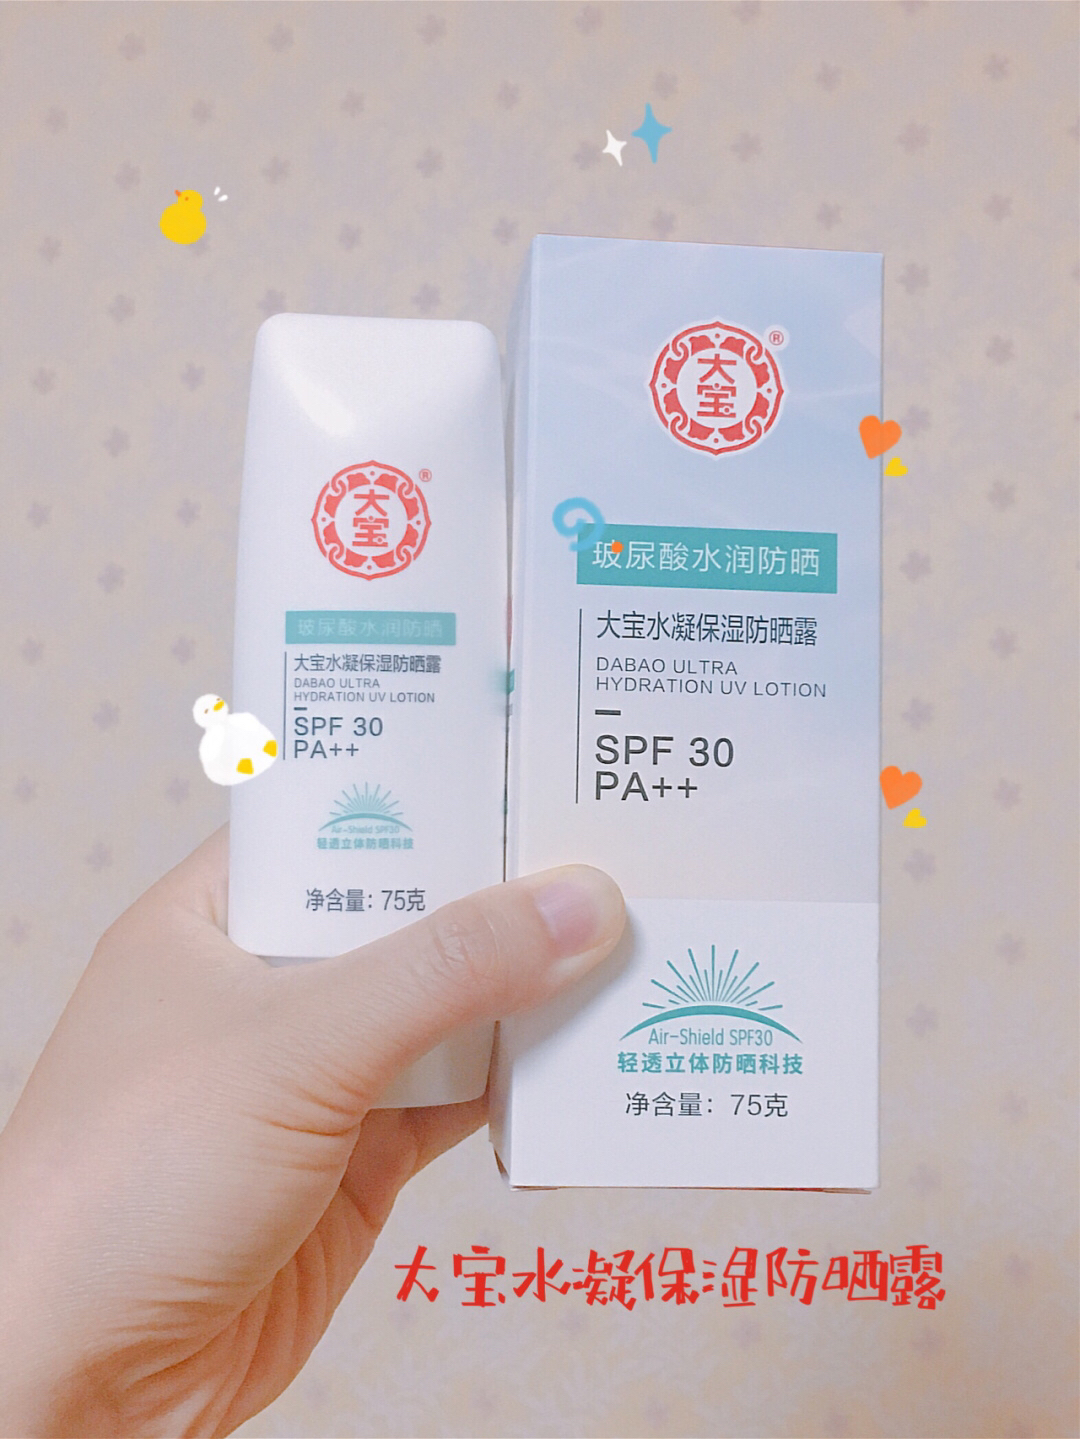 大宝
®
玻尿酸水润防晒
大宝水凝保湿防晒露
DABAO ULTRA
HYDRATION UV LOTION
SPF 30
PA++
Air-Shield SPF30
轻透立体防晒科技
净含量：75克
大宝
®
玻尿酸水润防晒
大宝水凝保湿防晒露
DABAO ULTRA
HYDRATION UV LOTION
SPF 30
PA++
Air-Shield SPF30
轻透立体防晒科技
净含量：75克
大宝水凝保湿防晒露